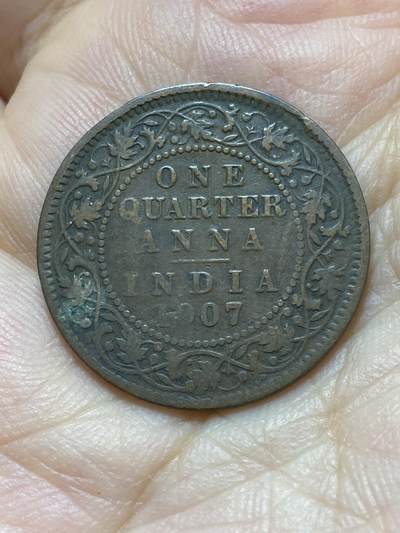 ONE
QUARTER
ANNA
INDIA
1907